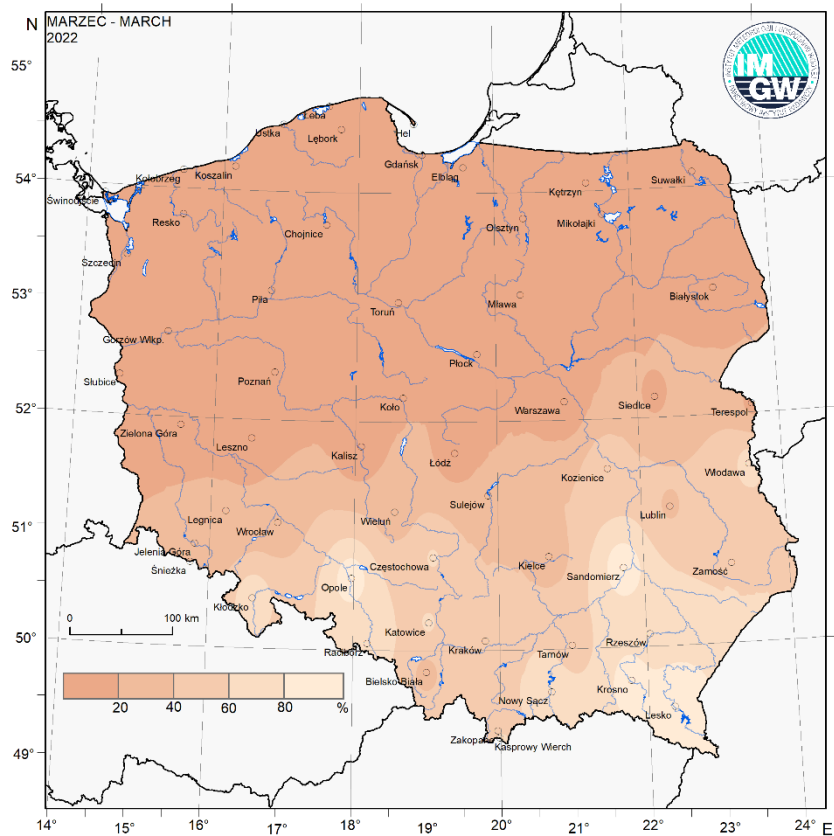 N
MARZEC - MARCH
2022
IM
GW
55°
Łeba
Ustka
Lębork
Hel
Gdańsk
Koszalin
Elbląg
Kołobrzeg
Kętrzyn
Suwałki
54°
Świnoujście
Resko
Chojnice
Olsztyn
Mikołajki
Szczecin
53°
Piła
Toruń
Mława
Białystok
Gorzów Wlkp.
Płock
Słubice
Poznań
Koło
Warszawa
Siedlce
Terespol
52°
Zielona Góra
Leszno
Kalisz
Łódź
Kozienice
Włodawa
Sulejów
51°
Legnica
Wrocław
Wieluń
Lublin
Jelenia Góra
Śnieżka
Częstochowa
Kielce
Sandomierz
Zamość
Opole
Kłodzko
0 100 km
50°
Katowice
Racibórz
Kraków
Tarnów
Rzeszów
Bielsko-Biała
Nowy Sącz
Krosno
Lesko
20 40 60 80 %
Zakopane
Kasprowy Wierch
49°
14° 15° 16° 17° 18° 19° 20° 21° 22° 23° 24° E